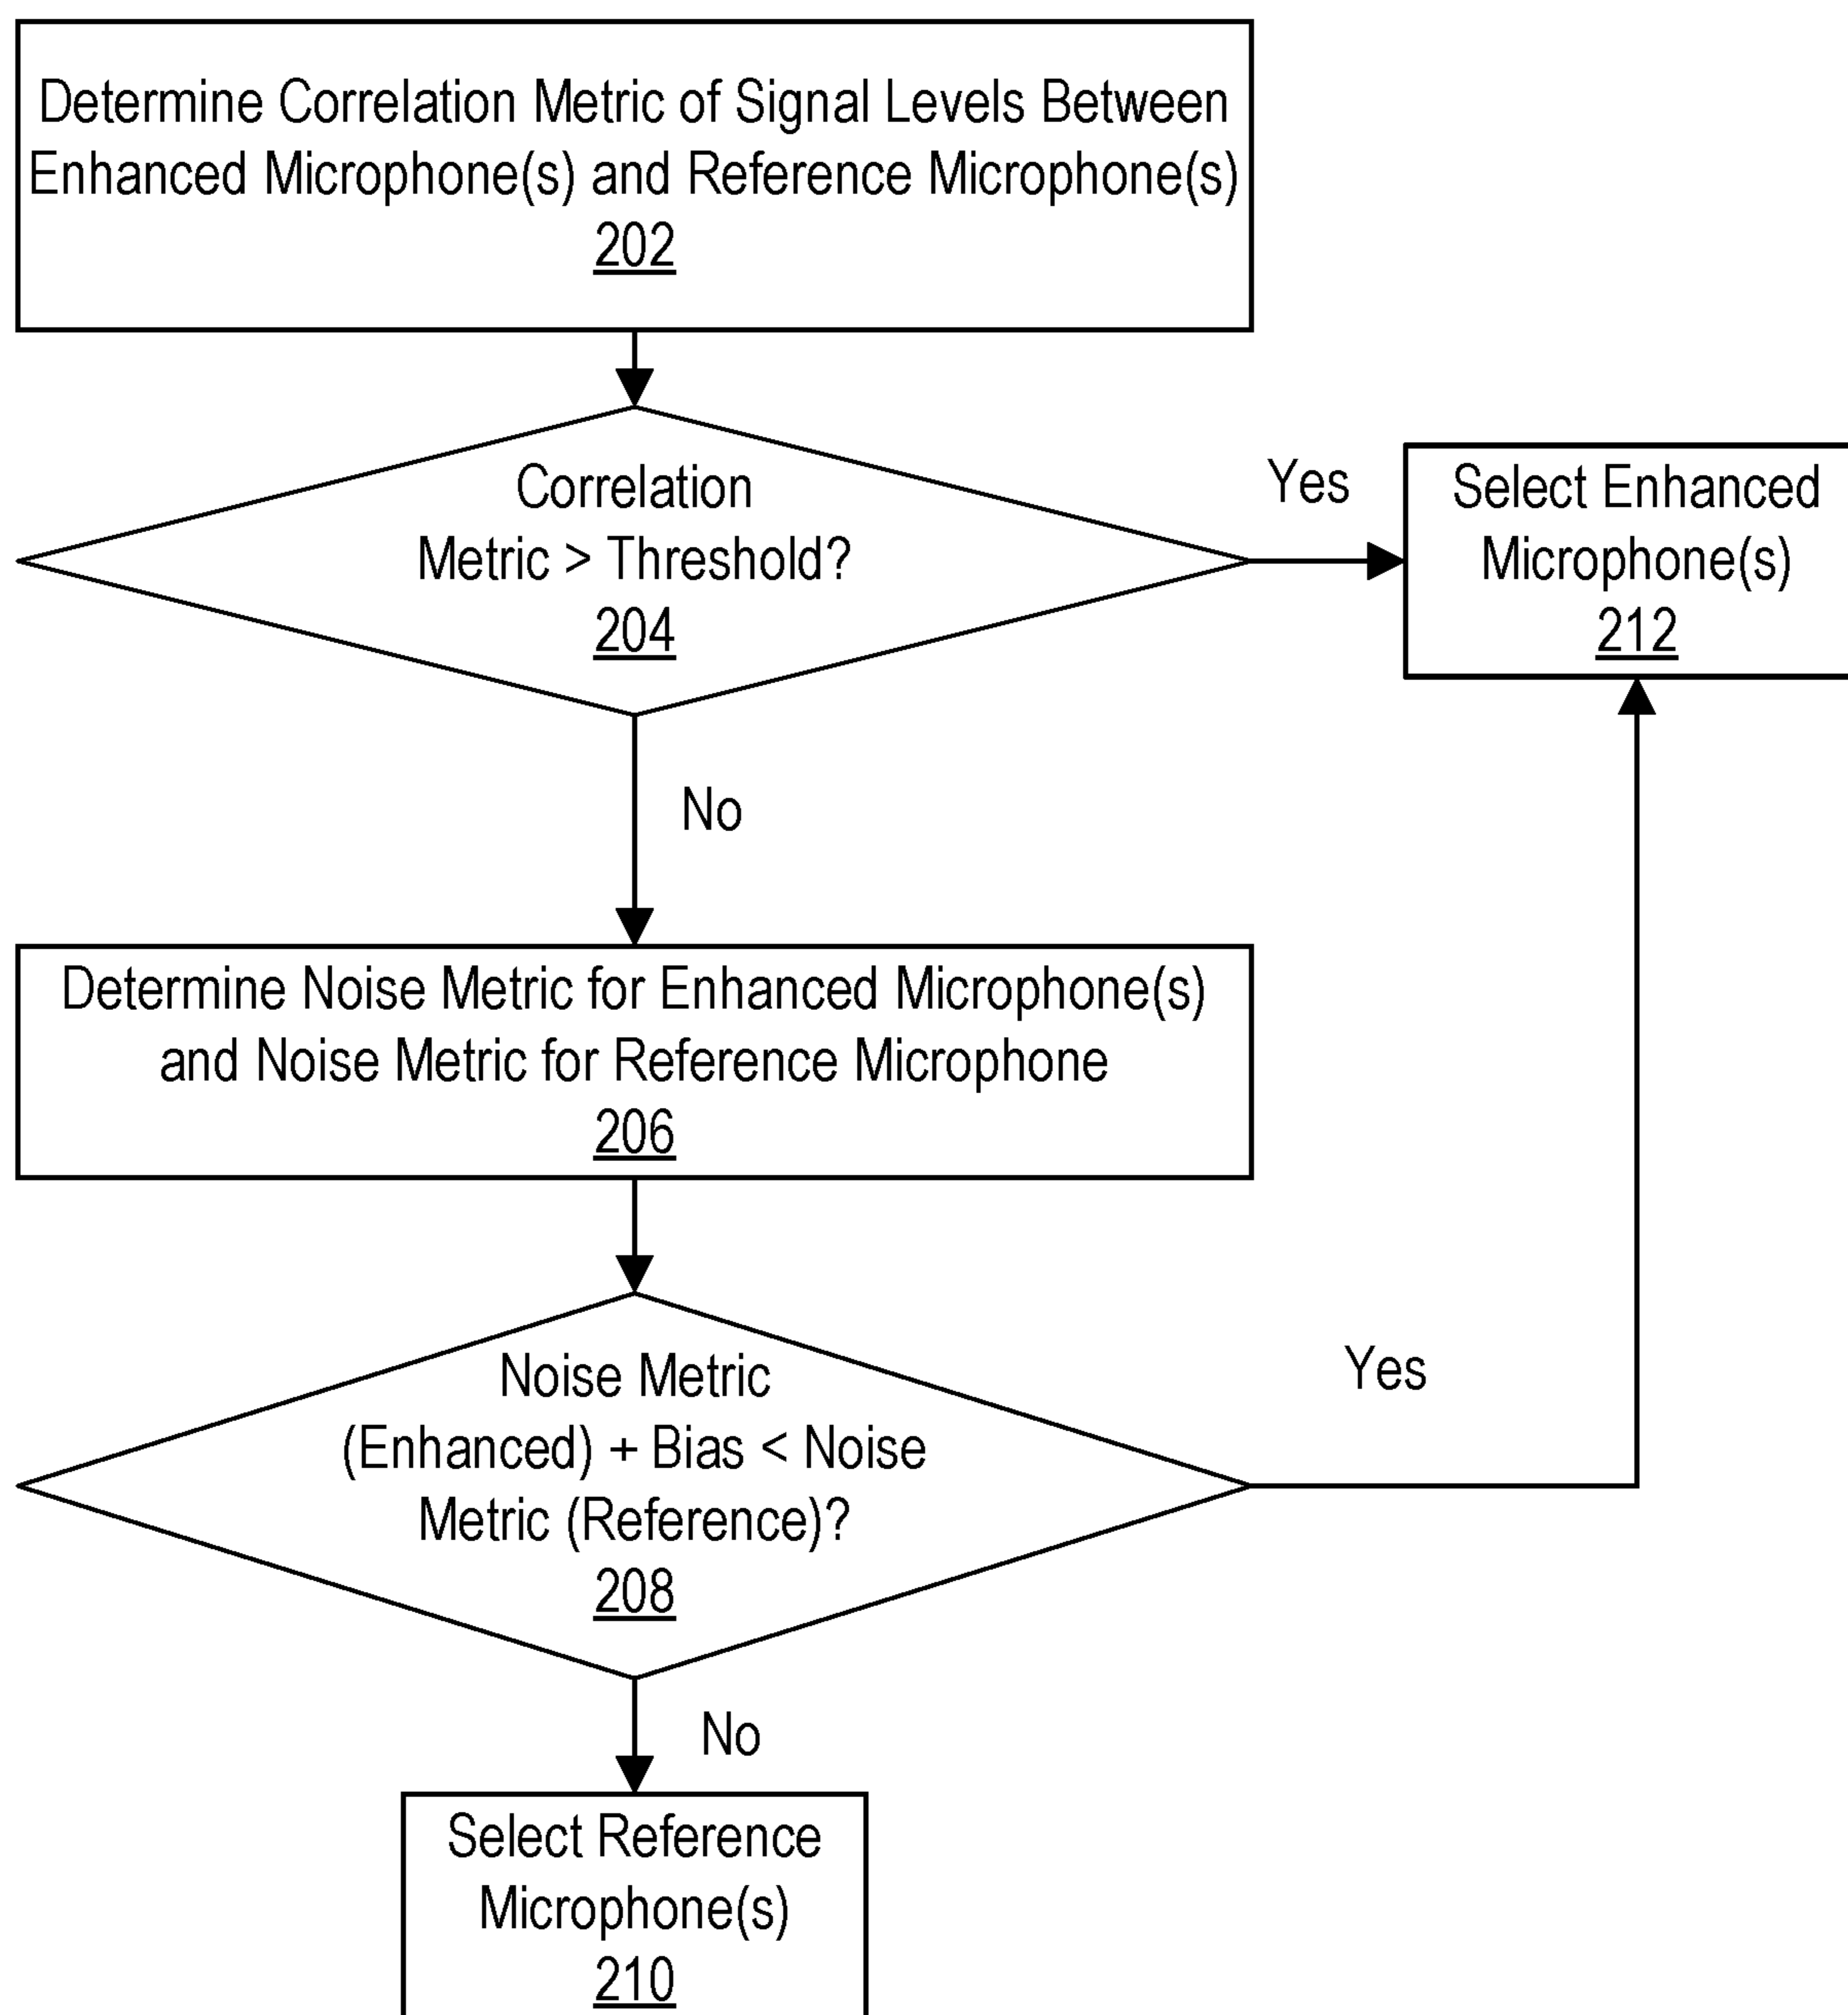 Determine Correlation Metric of Signal Levels Between
Enhanced Microphone(s) and Reference Microphone(s)
202
Correlation
Metric > Threshold?
204
Yes
Select Enhanced
Microphone(s)
212
No
Determine Noise Metric for Enhanced Microphone(s)
and Noise Metric for Reference Microphone
206
Noise Metric
(Enhanced) + Bias < Noise
Metric (Reference)?
208
Yes
No
Select Reference
Microphone(s)
210